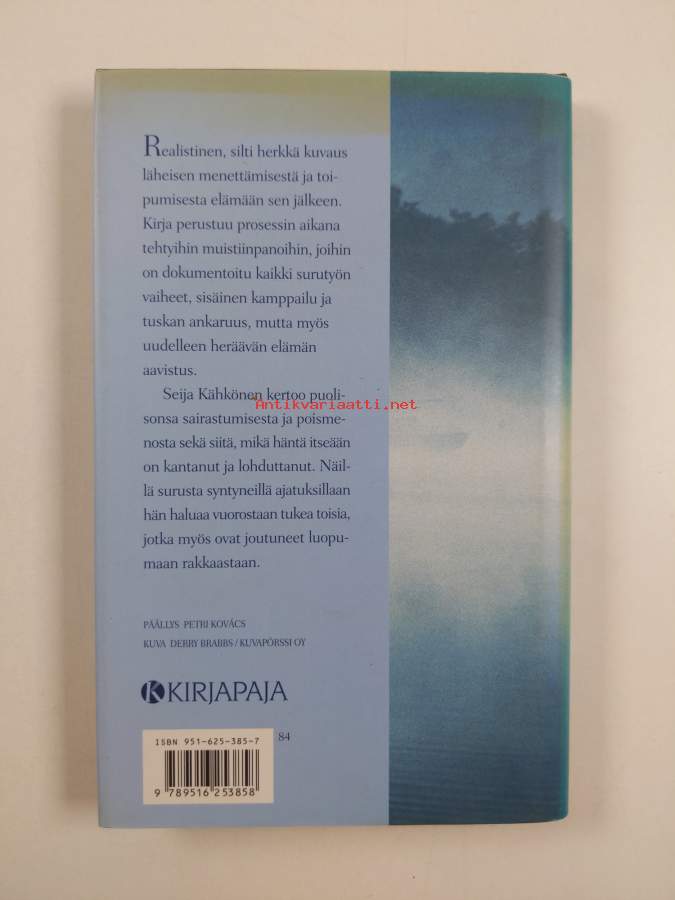 Realistinen, silti herkkä kuvaus
läheisen menettämisestä ja toi-
pumisesta elämään sen jälkeen.
Kirja perustuu prosessin aikana
tehtyihin muistiinpanoihin, joihin
on dokumentoitu kaikki surutyön
vaiheet, sisäinen kamppailu ja
tuskan ankaruus, mutta myös
uudelleen heräävän elämän
aavistus.
Seija Kähkönen kertoo puoli-
Antikvariaatti.net
sonsa sairastumisesta ja poisme-
nosta sekä siitä, mikä häntä itseään
on kantanut ja lohduttanut. Näil-
lä surusta syntyneillä ajatuksillaan
hän haluaa vuorostaan tukea toisia,
jotka myös ovat joutuneet luopu-
maan rakkaastaan.
PÄÄLLYS PETRI KOVÁCS
KUVA DERRY BRABBS / KUVAPÖRSSI OY
KIRJAPAJA
ISBN 951-625-385-7
84
9 789516 253858